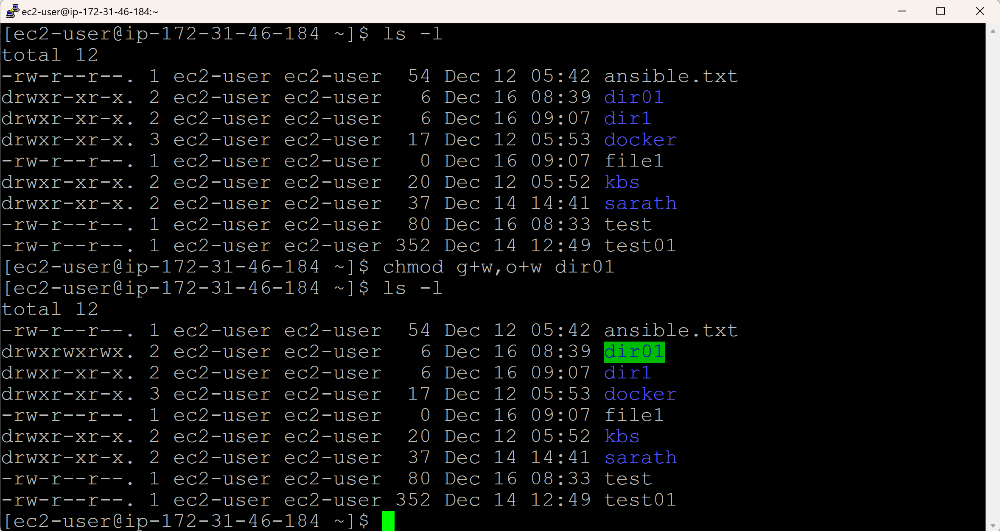 ec2-user@ip-172-31-46-184:~
[ec2-user@ip-172-31-46-184 ~]$ ls -l
total 12
-rw-r--r--. 1 ec2-user ec2-user  54 Dec 12 05:42 ansible.txt
drwxr-xr-x. 2 ec2-user ec2-user   6 Dec 16 08:39 dir01
drwxr-xr-x. 2 ec2-user ec2-user   6 Dec 16 09:07 dir1
drwxr-xr-x. 3 ec2-user ec2-user  17 Dec 12 05:53 docker
-rw-r--r--. 1 ec2-user ec2-user   0 Dec 16 09:07 file1
drwxr-xr-x. 2 ec2-user ec2-user  20 Dec 12 05:52 kbs
drwxr-xr-x. 2 ec2-user ec2-user  37 Dec 14 14:41 sarath
-rw-r--r--. 1 ec2-user ec2-user  80 Dec 16 08:33 test
-rw-r--r--. 1 ec2-user ec2-user 352 Dec 14 12:49 test01
[ec2-user@ip-172-31-46-184 ~]$ chmod g+w,o+w dir01
[ec2-user@ip-172-31-46-184 ~]$ ls -l
total 12
-rw-r--r--. 1 ec2-user ec2-user  54 Dec 12 05:42 ansible.txt
drwxrwxrwx. 2 ec2-user ec2-user   6 Dec 16 08:39 dir01
drwxr-xr-x. 2 ec2-user ec2-user   6 Dec 16 09:07 dir1
drwxr-xr-x. 3 ec2-user ec2-user  17 Dec 12 05:53 docker
-rw-r--r--. 1 ec2-user ec2-user   0 Dec 16 09:07 file1
drwxr-xr-x. 2 ec2-user ec2-user  20 Dec 12 05:52 kbs
drwxr-xr-x. 2 ec2-user ec2-user  37 Dec 14 14:41 sarath
-rw-r--r--. 1 ec2-user ec2-user  80 Dec 16 08:33 test
-rw-r--r--. 1 ec2-user ec2-user 352 Dec 14 12:49 test01
[ec2-user@ip-172-31-46-184 ~]$